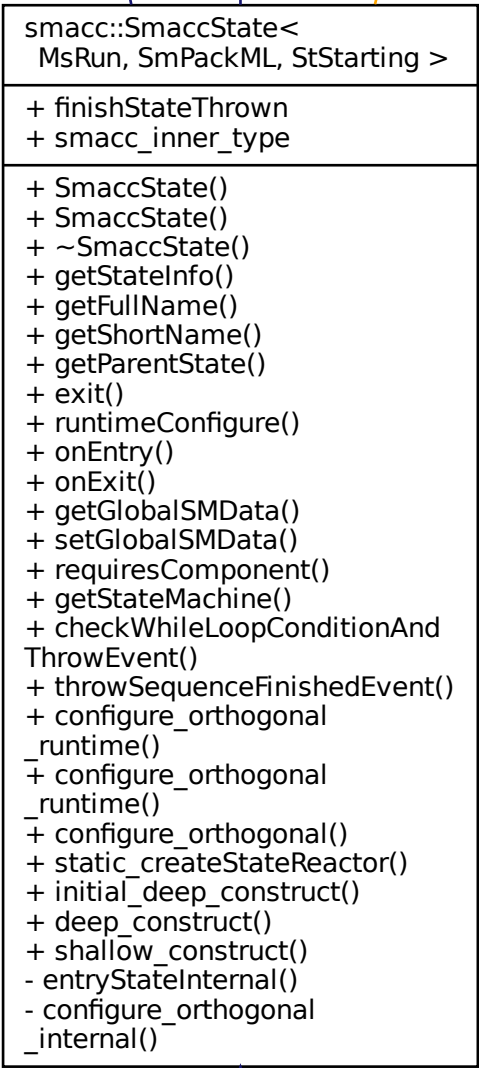 smacc::SmaccState<
MsRun, SmPackML, StStarting >
+ finishStateThrown
+ smacc_inner_type
+ SmaccState()
+ SmaccState()
+ ~SmaccState()
+ getStateInfo()
+ getFullName()
+ getShortName()
+ getParentState()
+ exit()
+ runtimeConfigure()
+ onEntry()
+ onExit()
+ getGlobalSMData()
+ setGlobalSMData()
+ requiresComponent()
+ getStateMachine()
+ checkWhileLoopConditionAnd
ThrowEvent()
+ throwSequenceFinishedEvent()
+ configure_orthogonal
_runtime()
+ configure_orthogonal
_runtime()
+ configure_orthogonal()
+ static_createStateReactor()
+ initial_deep_construct()
+ deep_construct()
+ shallow_construct()
- entryStateInternal()
- configure_orthogonal
_internal()